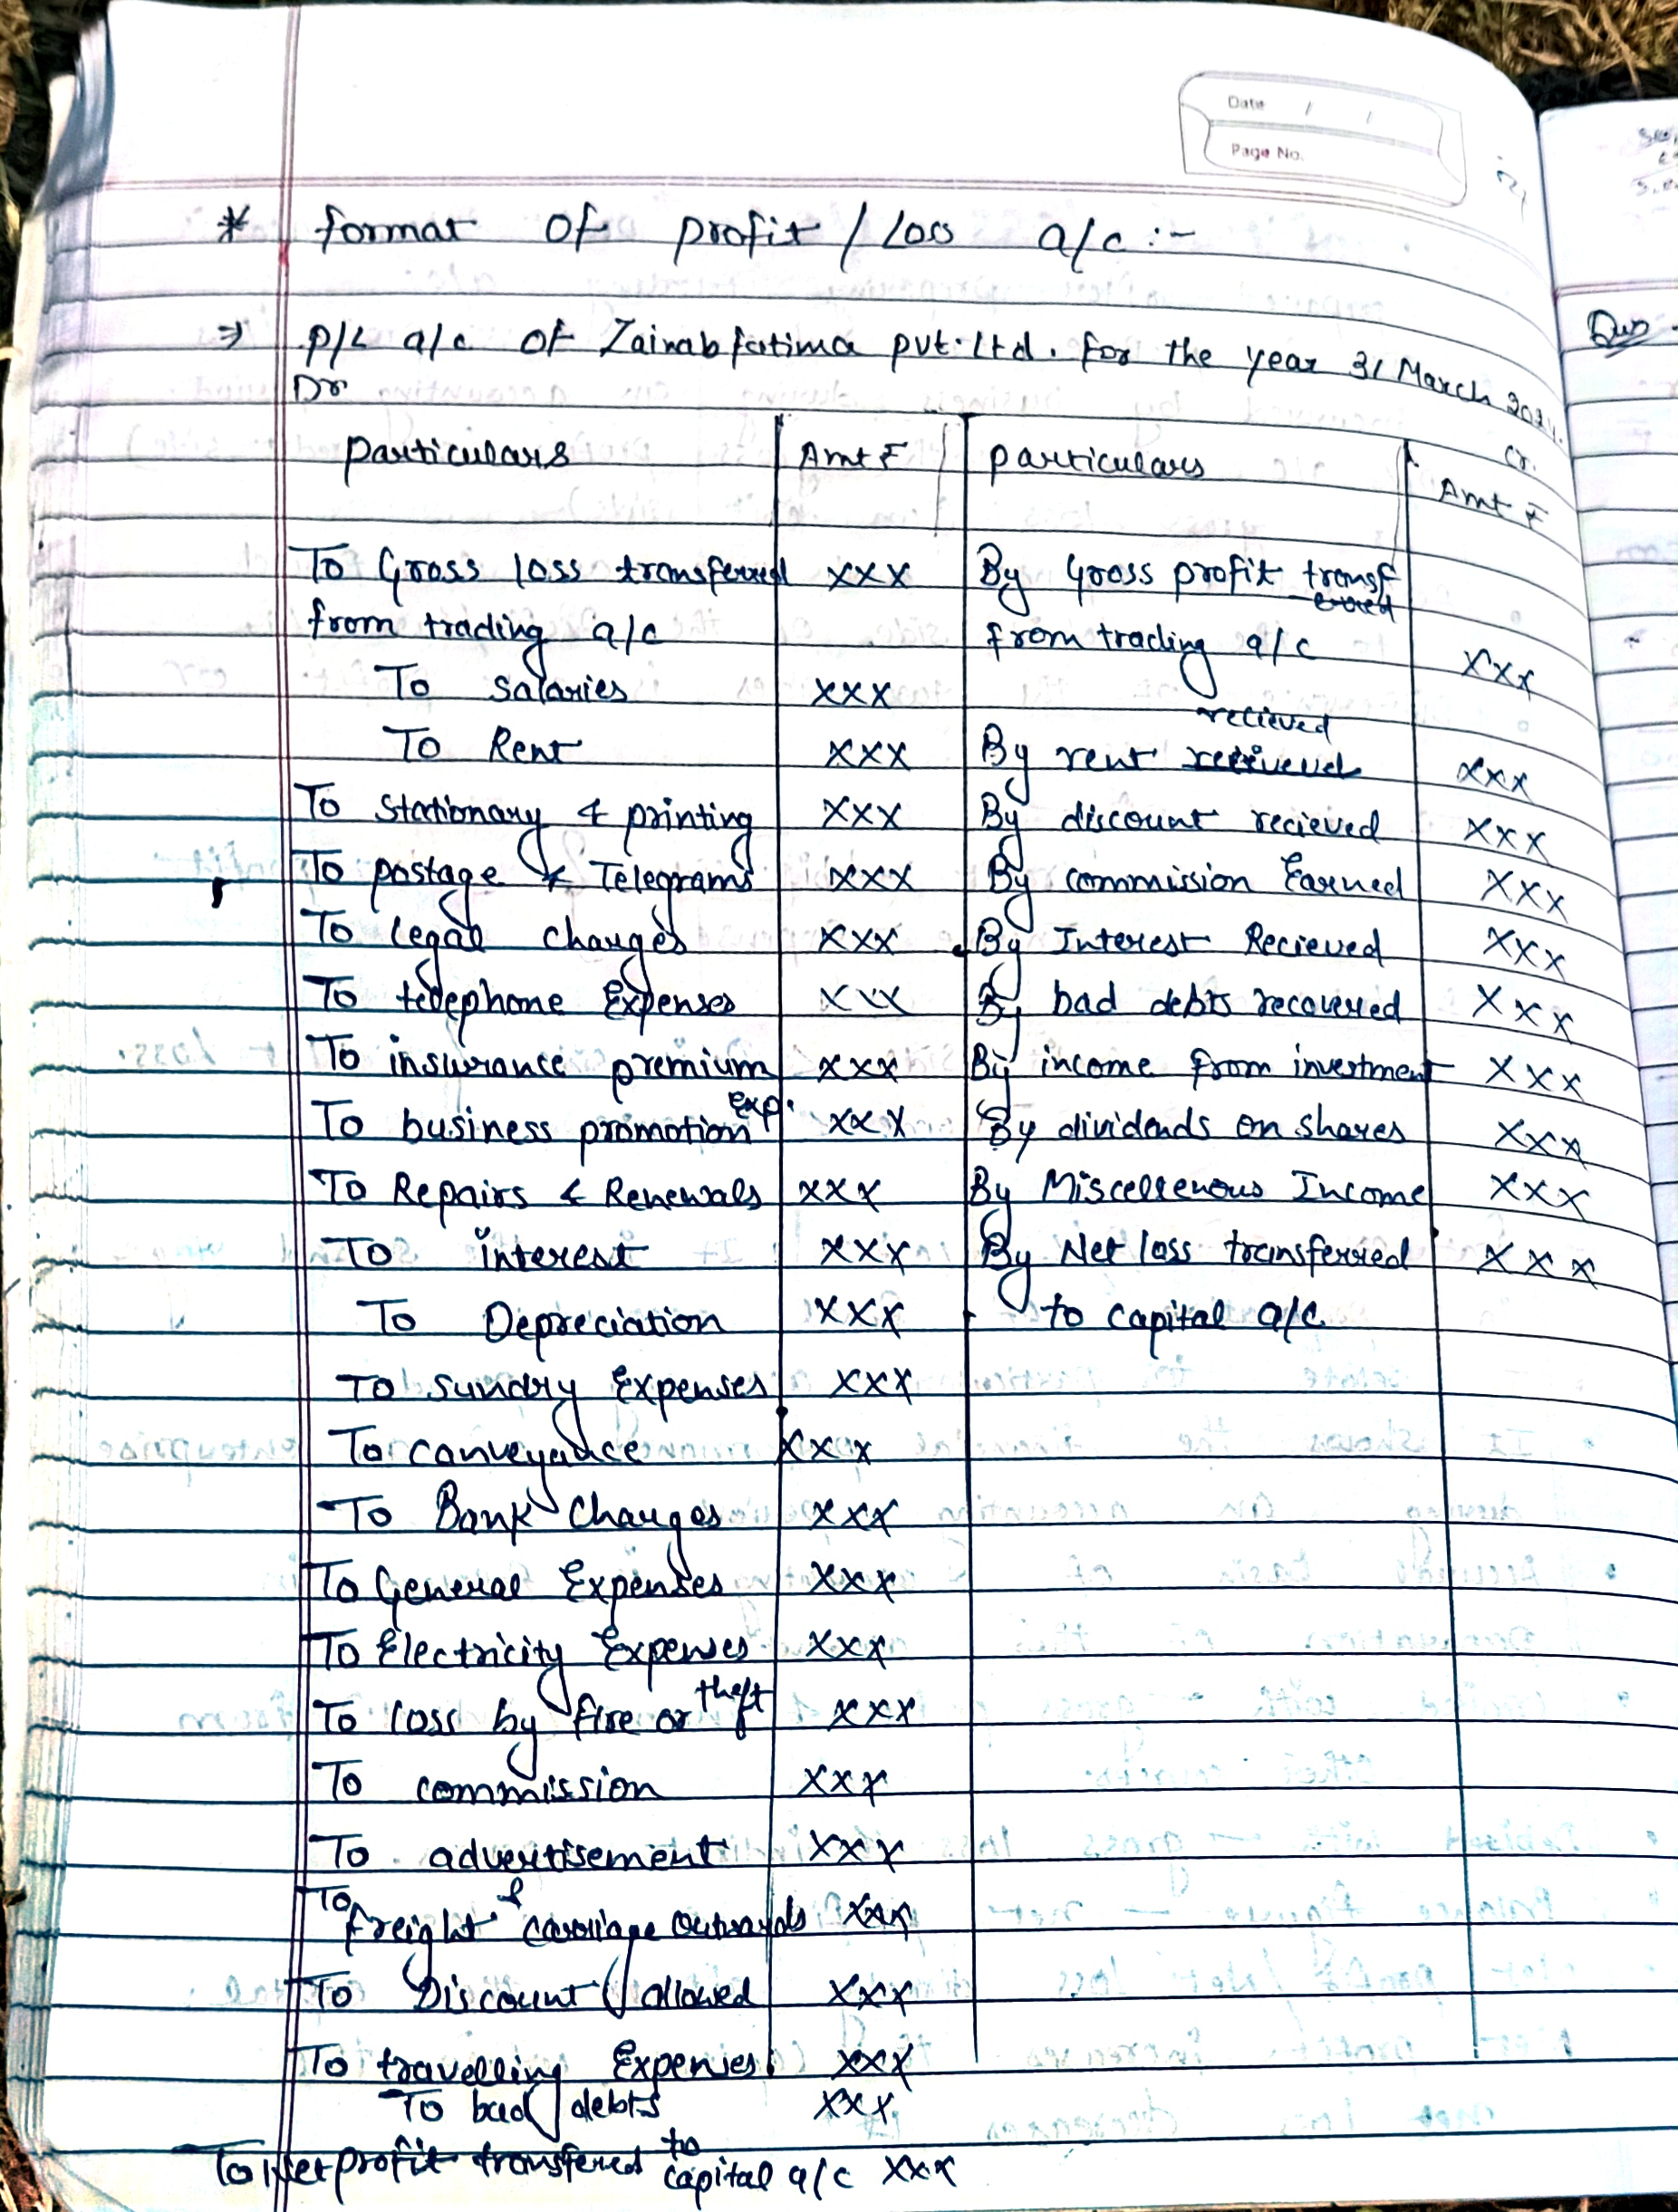 Date / /
Page No.
* format of profit / Loss a/c :-
⇒ P/L a/c of Zainab fatima pvt. ltd. for the year 31 March
Dr
Cr.
particulars Amt ₹ particulars Amt ₹
To Gross loss transferred xxx By Gross profit transf
erred
from trading a/c from trading a/c xxx
To Salaries xxx
recieved
To Rent xxx By rent xxx
To Stationary & printing xxx By discount recieved xxx
To postage & Telegrams xxx By commission Earned xxx
To legal charges xxx By Interest Recieved xxx
To telephone Expenses xxx By bad debts recovered xxx
To insurance premium xxx By income from investment xxx
To business promotion exp. xxx By dividends on shares xxx
To Repairs & Renewals xxx By Miscellenous Income xxx
To interest xxx By Net loss transferred xxx
To Depreciation xxx to capital a/c
To sundry Expenses xxx
To conveyance xxx
To Bank Charges xxx
To General Expenses xxx
To Electricity Expenses xxx
To loss by fire or theft xxx
To commission xxx
To advertisement xxx
To freight & carriage outwards xxx
To Discount allowed xxx
To travelling Expenses xxx
To bad debts xxx
To Net profit transfered to capital a/c xxx
Ques